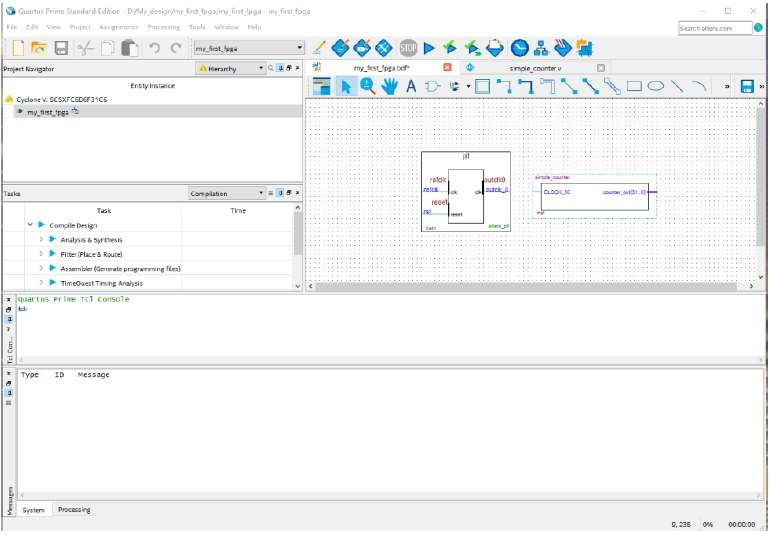 Quartus Prime Standard Edition - D:/My_design/my_first_fpga/my_first_fpga - my_first_fpga
File Edit View Project Assignments Processing Tools Window Help
Search altera.com
STOP
my_first_fpga
Project Navigator
Hierarchy
my_first_fpga.bdf*
simple_counter.v
Entity:Instance
Cyclone V: 5CSXFC6D6F31C6
my_first_fpga
Tasks
Compilation
Task Time
Compile Design
Analysis & Synthesis
Fitter (Place & Route)
Assembler (Generate programming files)
TimeQuest Timing Analysis
pll
refclk outclk0
refclk clk clk outclk_0
reset
rst reset
inst1 altera_pll
simple_counter
CLOCK_50 counter_out[31..0]
inst
Quartus Prime Tcl Console
tcl>
Tcl Con...
Type ID Message
Messages
System Processing
0% 00:00:00